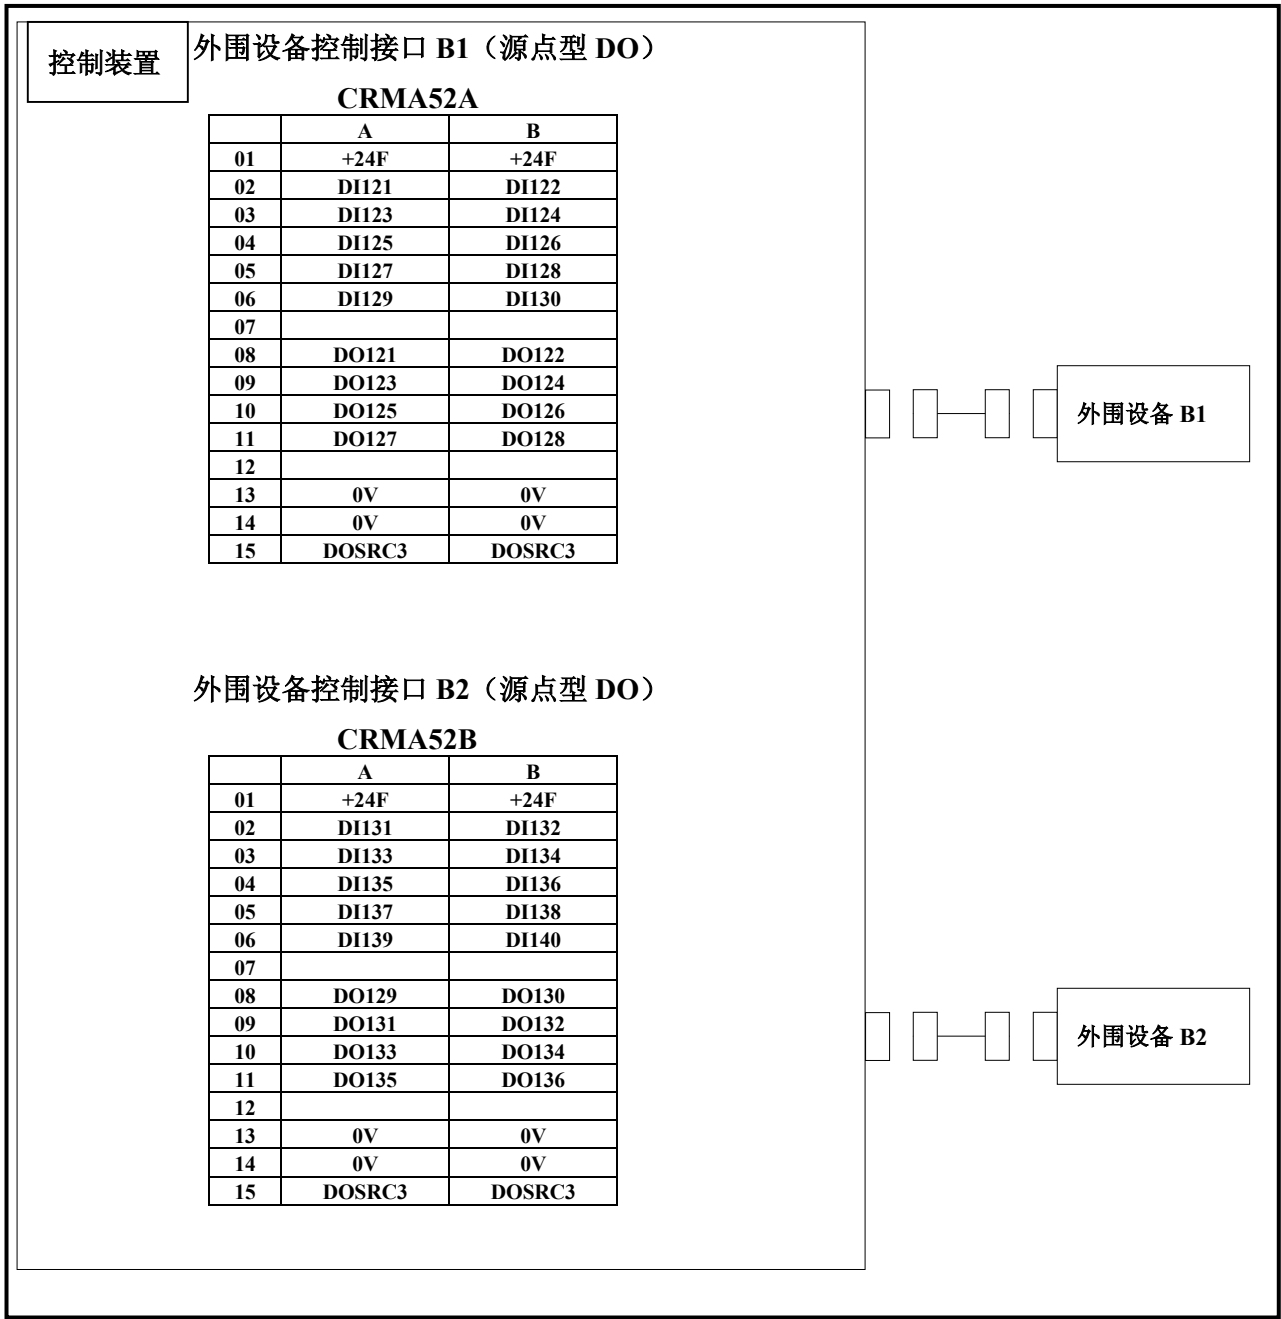 控制装置
外围设备控制接口 B1（源点型 DO）
CRMA52A
A B
01 +24F +24F
02 DI121 DI122
03 DI123 DI124
04 DI125 DI126
05 DI127 DI128
06 DI129 DI130
07
08 DO121 DO122
09 DO123 DO124
10 DO125 DO126
11 DO127 DO128
12
13 0V 0V
14 0V 0V
15 DOSRC3 DOSRC3
外围设备 B1
外围设备控制接口 B2（源点型 DO）
CRMA52B
A B
01 +24F +24F
02 DI131 DI132
03 DI133 DI134
04 DI135 DI136
05 DI137 DI138
06 DI139 DI140
07
08 DO129 DO130
09 DO131 DO132
10 DO133 DO134
11 DO135 DO136
12
13 0V 0V
14 0V 0V
15 DOSRC3 DOSRC3
外围设备 B2